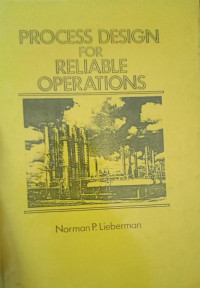 PROCESS DESIGN
FOR
RELIABLE
OPERATIONS
Norman P. Lieberman